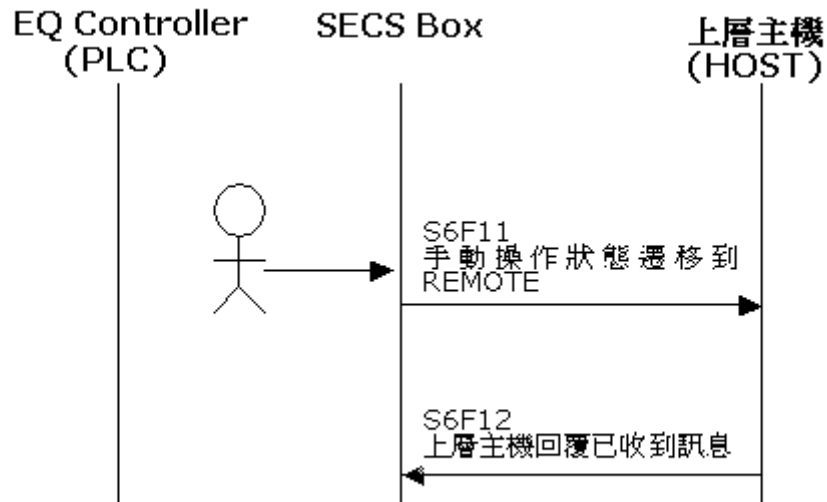 EQ Controller
(PLC)
SECS Box
上層主機
(HOST)
S6F11
手動操作狀態遷移到
REMOTE
S6F12
上層主機回覆已收到訊息